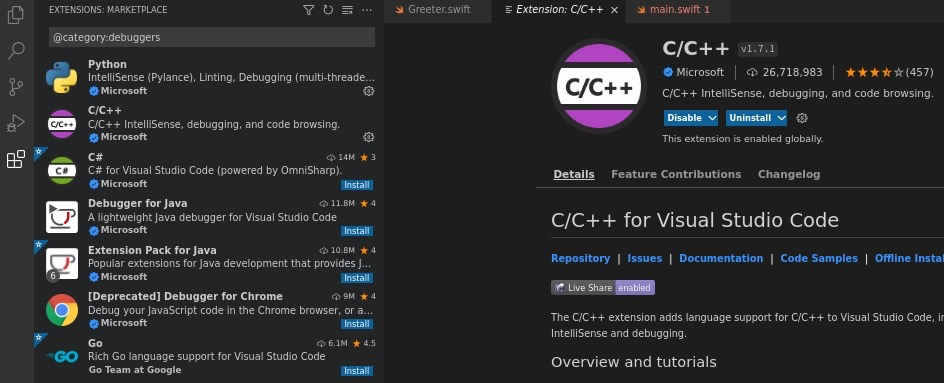 EXTENSIONS: MARKETPLACE
@category:debuggers
Python
IntelliSense (Pylance), Linting, Debugging (multi-threade...
Microsoft
C/C++
C/C++
C/C++ IntelliSense, debugging, and code browsing.
Microsoft
C#
C# 14M 3
C# for Visual Studio Code (powered by OmniSharp).
Microsoft Install
Debugger for Java 11.8M 4
A lightweight Java debugger for Visual Studio Code
Microsoft Install
Extension Pack for Java 10.8M 4
Popular extensions for Java development that provides J...
6
Microsoft Install
[Deprecated] Debugger for Chrome 9M 4
Debug your JavaScript code in the Chrome browser, or a...
Microsoft Install
Go 6.1M 4.5
GO
Rich Go language support for Visual Studio Code
Go Team at Google Install
Greeter.swift Extension: C/C++ main.swift 1
C/C++
C/C++ v1.7.1
Microsoft | 26,718,983 | (457)
C/C++ IntelliSense, debugging, and code browsing.
Disable Uninstall
This extension is enabled globally.
Details Feature Contributions Changelog
C/C++ for Visual Studio Code
Repository | Issues | Documentation | Code Samples | Offline Instal
Live Share enabled
The C/C++ extension adds language support for C/C++ to Visual Studio Code, in
IntelliSense and debugging.
Overview and tutorials